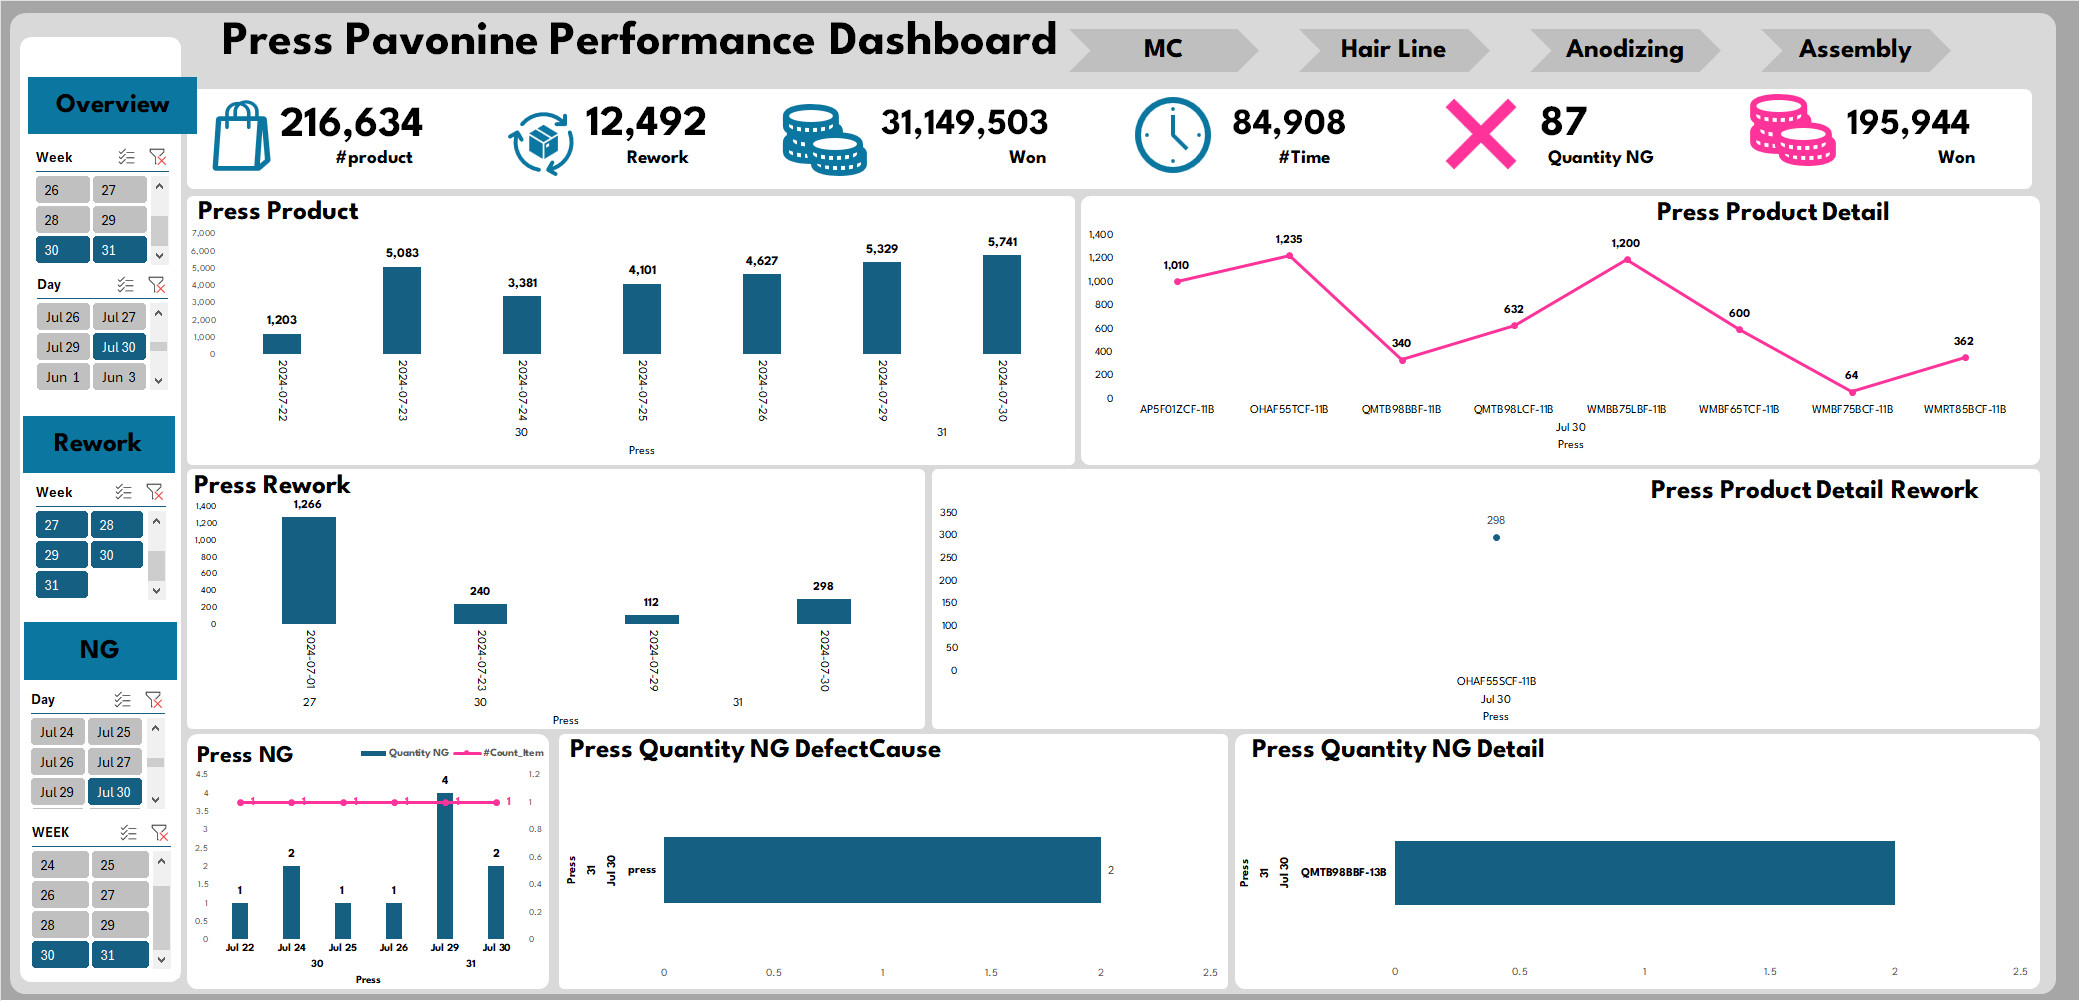 Press Pavonine Performance Dashboard
MC
Hair Line
Anodizing
Assembly
Overview
216,634
#product
12,492
Rework
31,149,503
Won
84,908
#Time
87
Quantity NG
195,944
Won
Week
26 27
28 29
30 31
Day
Jul 26 Jul 27
Jul 29 Jul 30
Jun 1 Jun 3
Rework
Week
27 28
29 30
31
NG
Day
Jul 24 Jul 25
Jul 26 Jul 27
Jul 29 Jul 30
WEEK
24 25
26 27
28 29
30 31
Press Product
7,000
6,000
5,000
4,000
3,000
2,000
1,000
0
1,203
5,083
3,381
4,101
4,627
5,329
5,741
2024-07-22
2024-07-23
2024-07-24
2024-07-25
2024-07-26
2024-07-29
2024-07-30
30
31
Press
Press Product Detail
1,400
1,200
1,000
800
600
400
200
0
1,010
1,235
340
632
1,200
600
64
362
AP5F01ZCF-11B
OHAF55TCF-11B
QMTB98BBF-11B
QMTB98LCF-11B
WMBB75LBF-11B
WMBF65TCF-11B
WMBF75BCF-11B
WMRT85BCF-11B
Jul 30
Press
Press Rework
1,400
1,200
1,000
800
600
400
200
0
1,266
240
112
298
2024-07-01
2024-07-23
2024-07-29
2024-07-30
27
30
31
Press
Press Product Detail Rework
350
300
250
200
150
100
50
0
298
OHAF55SCF-11B
Jul 30
Press
Press NG
Quantity NG
#Count_Item
4.5
4
3.5
3
2.5
2
1.5
1
0.5
0
1.2
1
0.8
0.6
0.4
0.2
0
1
1
1
1
1
1
1
2
1
1
4
2
Jul 22
Jul 24
Jul 25
Jul 26
Jul 29
Jul 30
30
31
Press
Press Quantity NG DefectCause
Press
31
Jul 30
press
2
0
0.5
1
1.5
2
2.5
Press Quantity NG Detail
Press
31
Jul 30
QMTB98BBF-13B
0
0.5
1
1.5
2
2.5